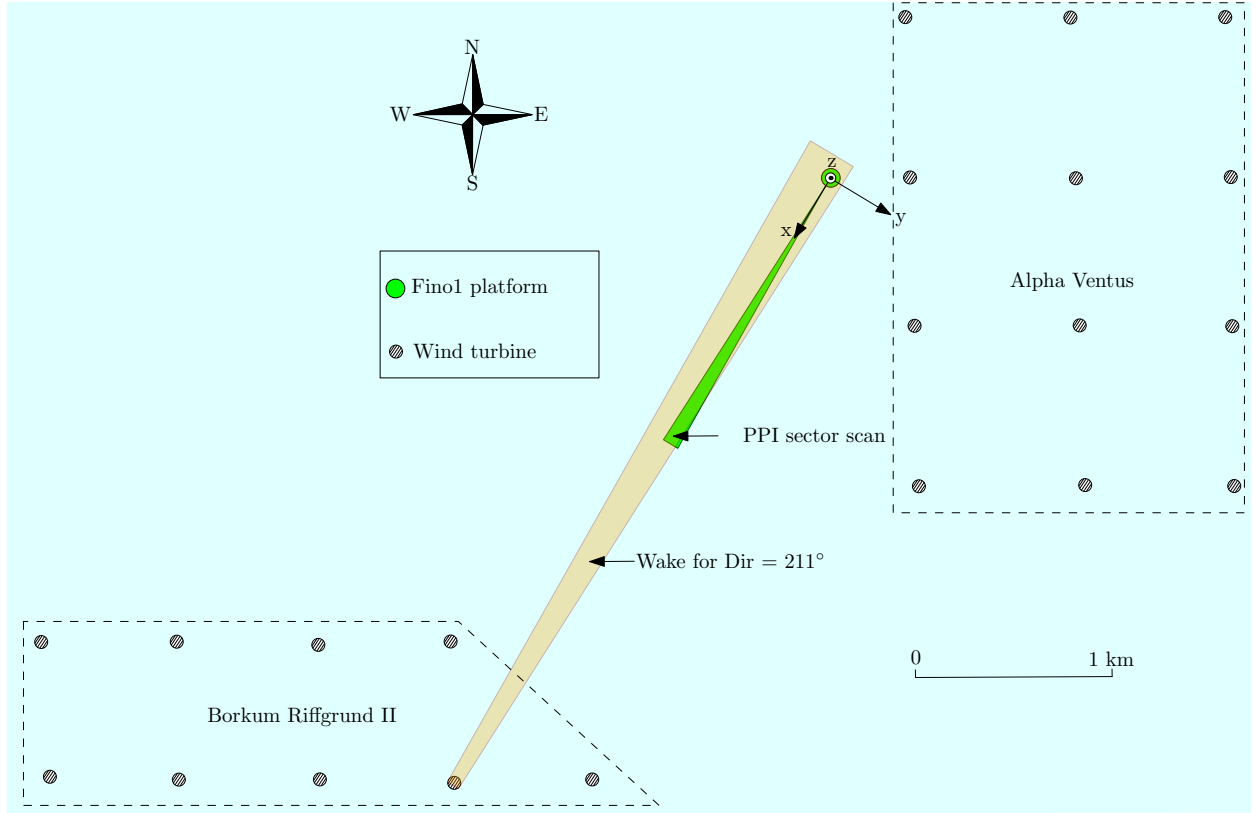 N
W
E
S
z
y
x
Fino1 platform
Wind turbine
Alpha Ventus
PPI sector scan
Wake for Dir = 211°
0
1 km
Borkum Riffgrund II